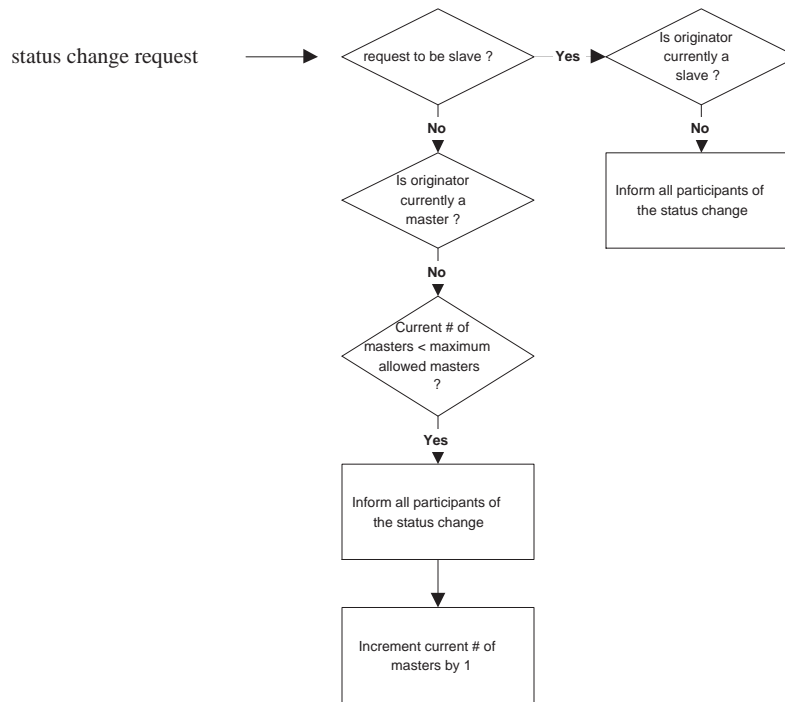 status change request
request to be slave ?
Yes
Is originator
currently a
slave ?
No
No
Is originator
currently a
master ?
Inform all participants of
the status change
No
Current # of
masters < maximum
allowed masters
?
Yes
Inform all participants of
the status change
Increment current # of
masters by 1